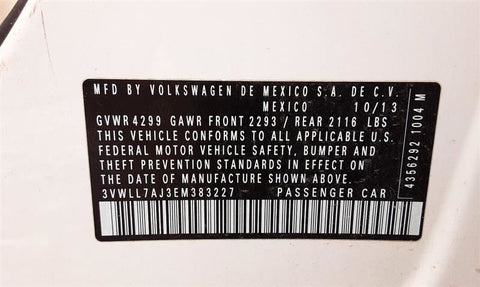 MFD BY VOLKSWAGEN DE MEXICO S.A. DE C.V.
MEXICO 10/13
GVWR 4299 GAWR FRONT 2293 / REAR 2116 LBS
THIS VEHICLE CONFORMS TO ALL APPLICABLE U.S.
FEDERAL MOTOR VEHICLE SAFETY, BUMPER AND
THEFT PREVENTION STANDARDS IN EFFECT ON
THE DATE OF MANUFACTURE SHOWN ABOVE.
3VWLL7AJ3EM383227 PASSENGER CAR
4356292 1004 M